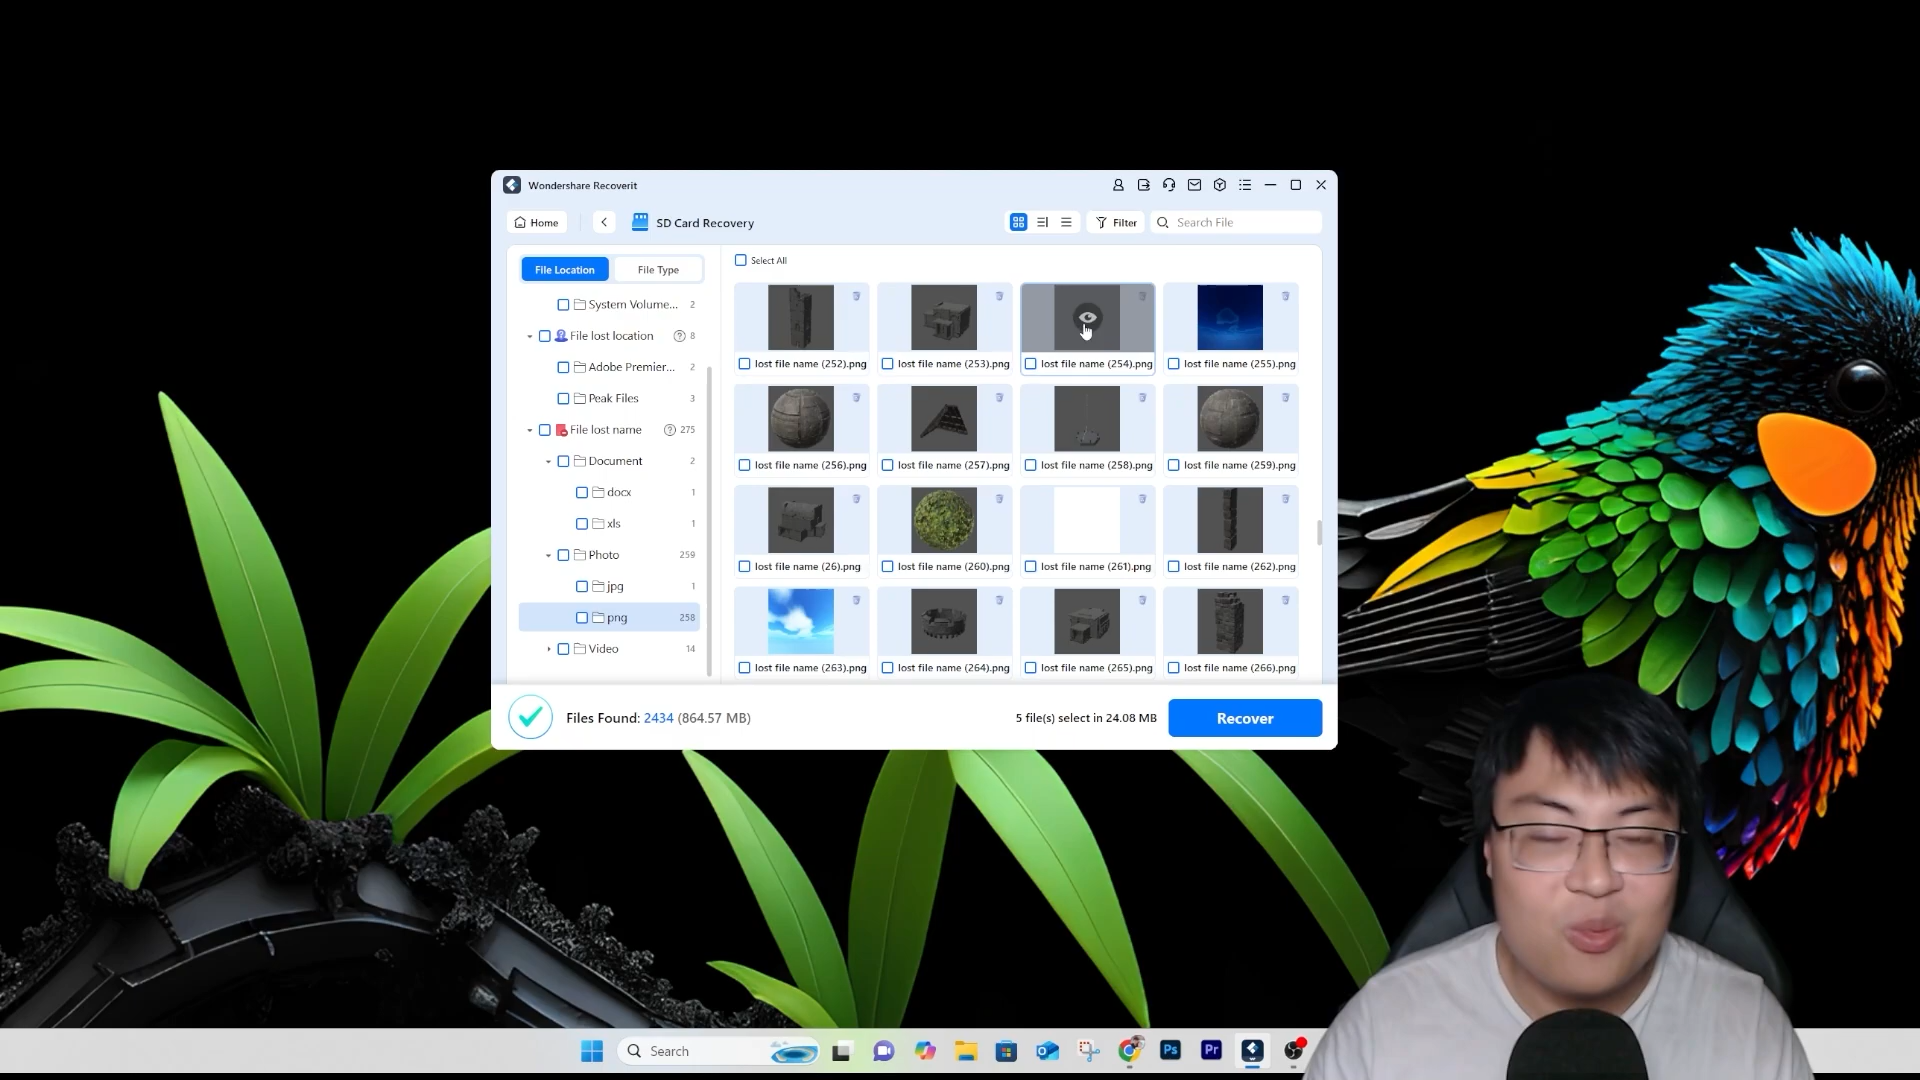 Wondershare Recoverit
Home
SD Card Recovery
Filter
Search File
File Location
File Type
Select All
System Volume... 2
File lost location ? 8
Adobe Premier... 2
Peak Files 3
File lost name ? 275
Document 2
docx 1
xls 1
Photo 259
jpg 1
png 258
Video 14
lost file name (252).png
lost file name (253).png
lost file name (254).png
lost file name (255).png
lost file name (256).png
lost file name (257).png
lost file name (258).png
lost file name (259).png
lost file name (26).png
lost file name (260).png
lost file name (261).png
lost file name (262).png
lost file name (263).png
lost file name (264).png
lost file name (265).png
lost file name (266).png
Files Found: 2434 (864.57 MB)
5 file(s) select in 24.08 MB
Recover
Search
Ps
Pr